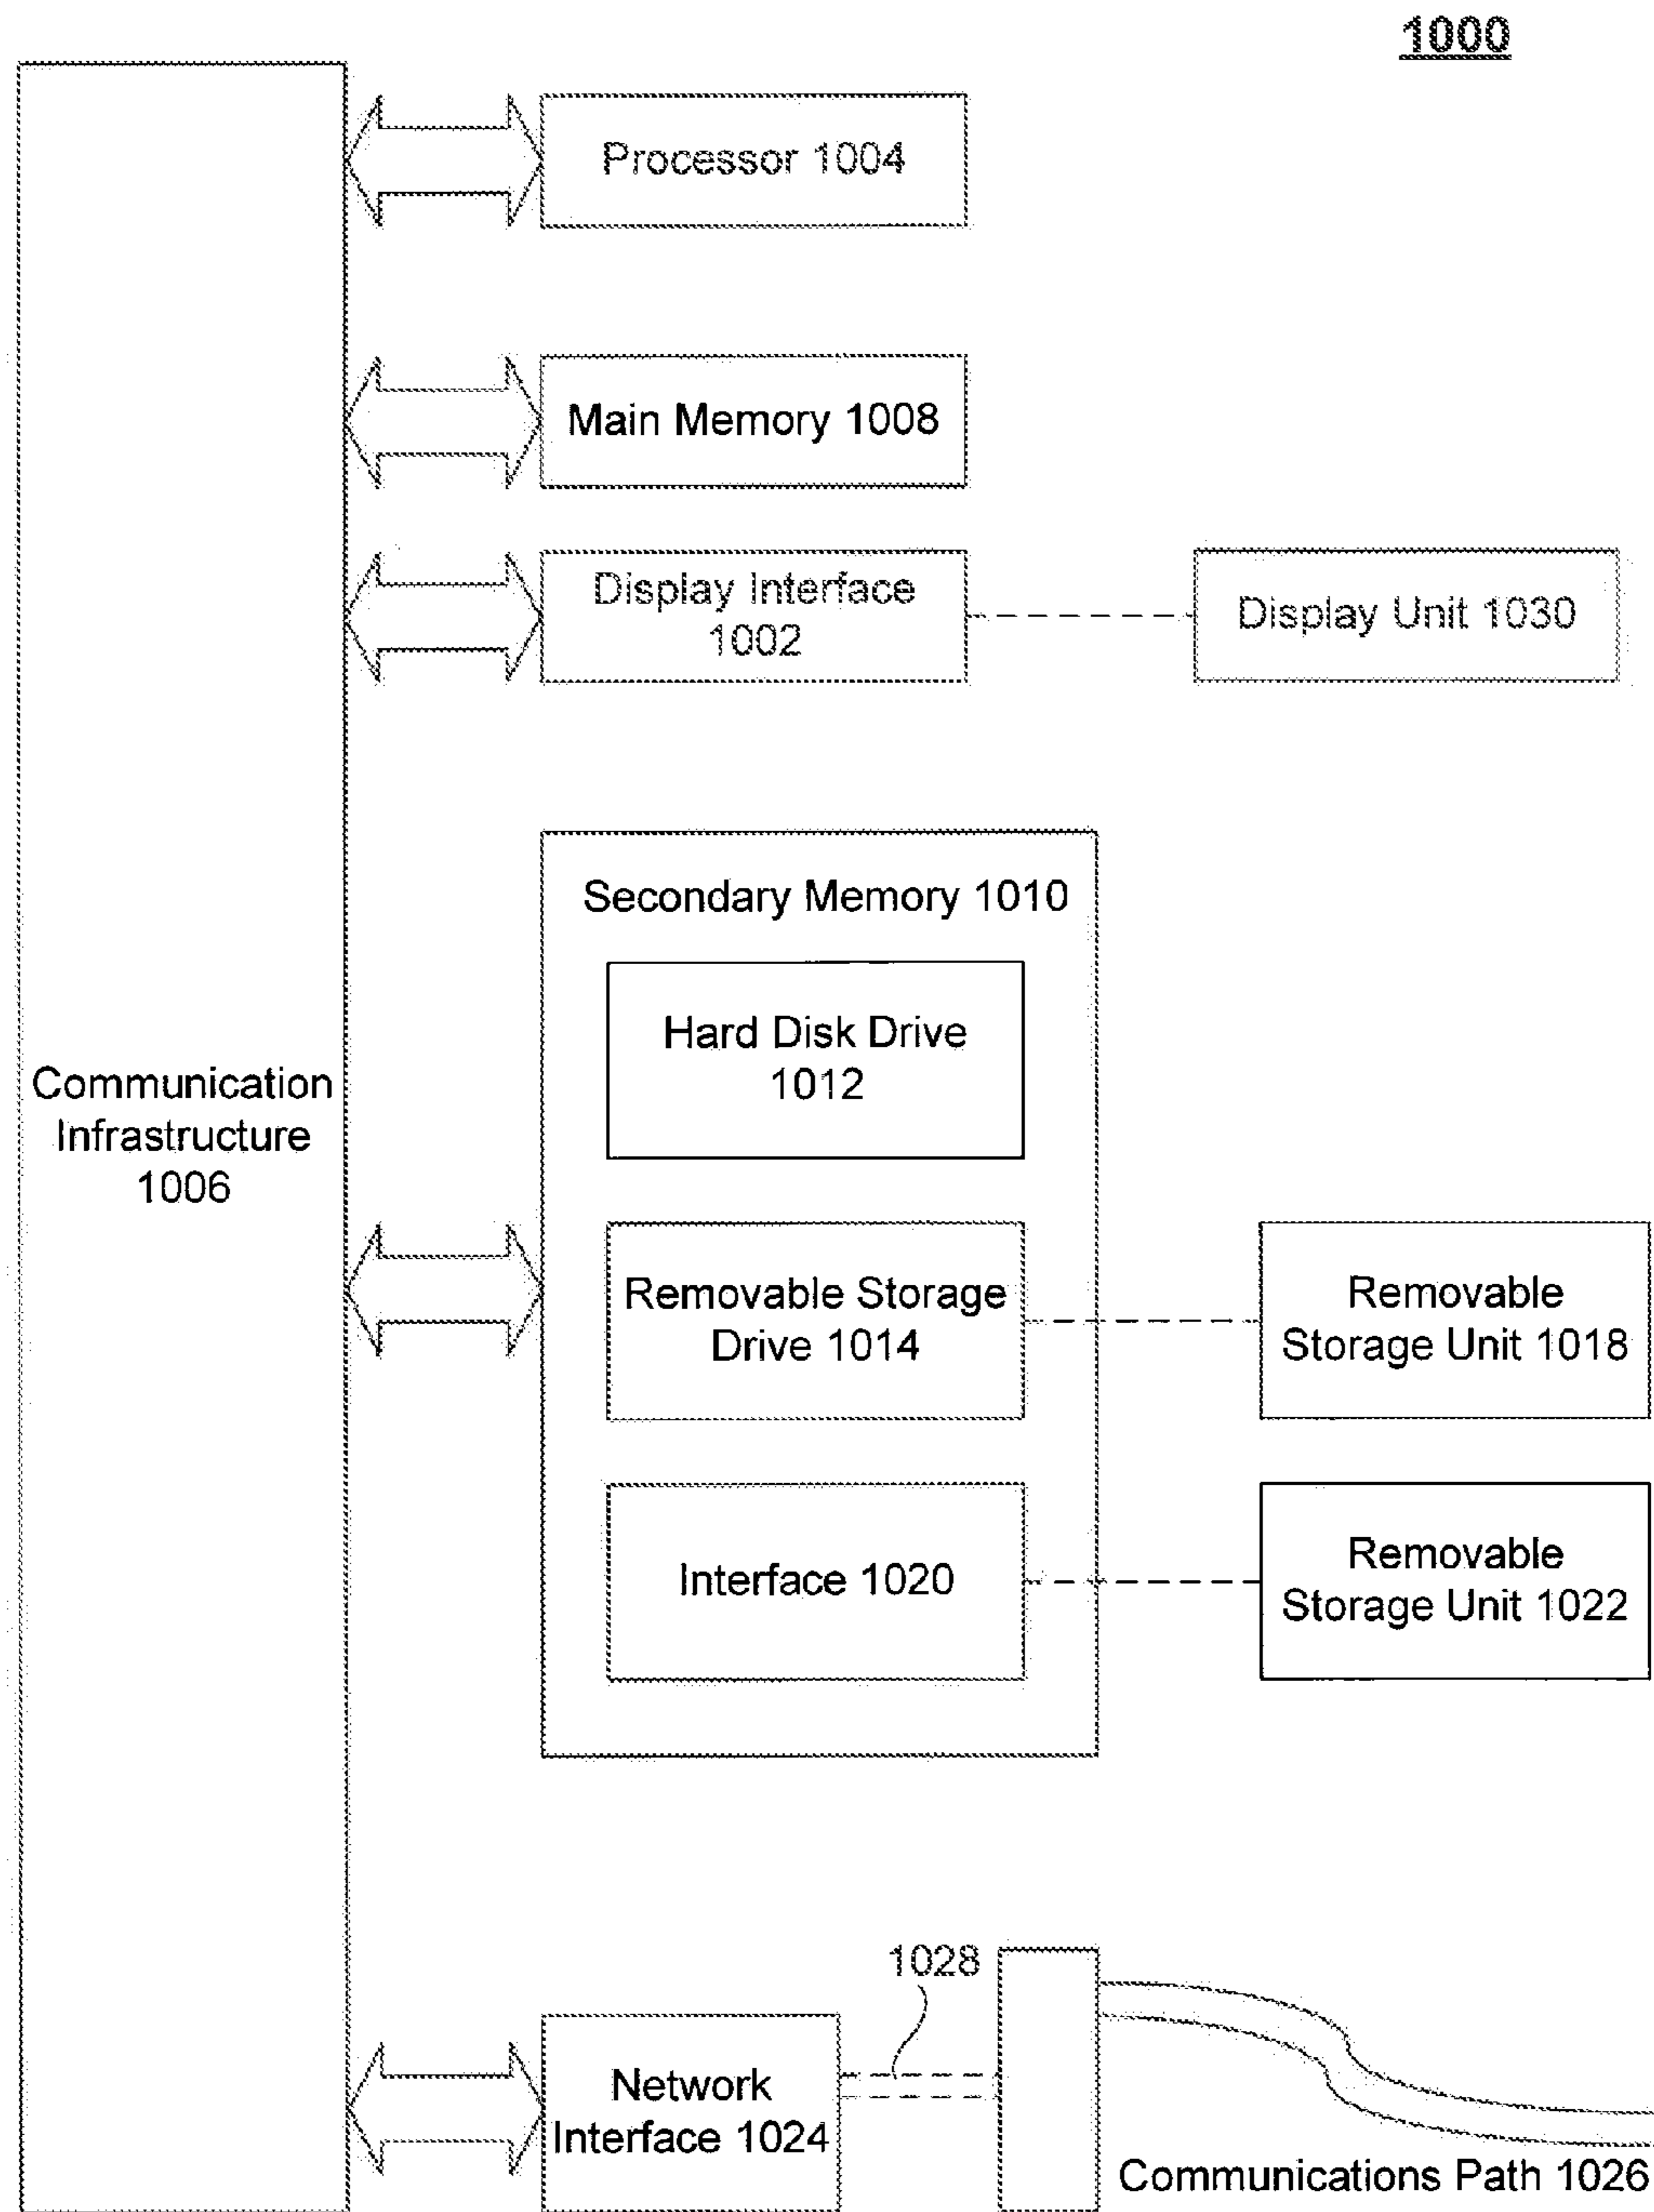 1000
Processor 1004
Main Memory 1008
Display Interface
1002
Display Unit 1030
Secondary Memory 1010
Hard Disk Drive
1012
Communication
Infrastructure
1006
Removable Storage
Drive 1014
Removable
Storage Unit 1018
Interface 1020
Removable
Storage Unit 1022
1028
Network
Interface 1024
Communications Path 1026